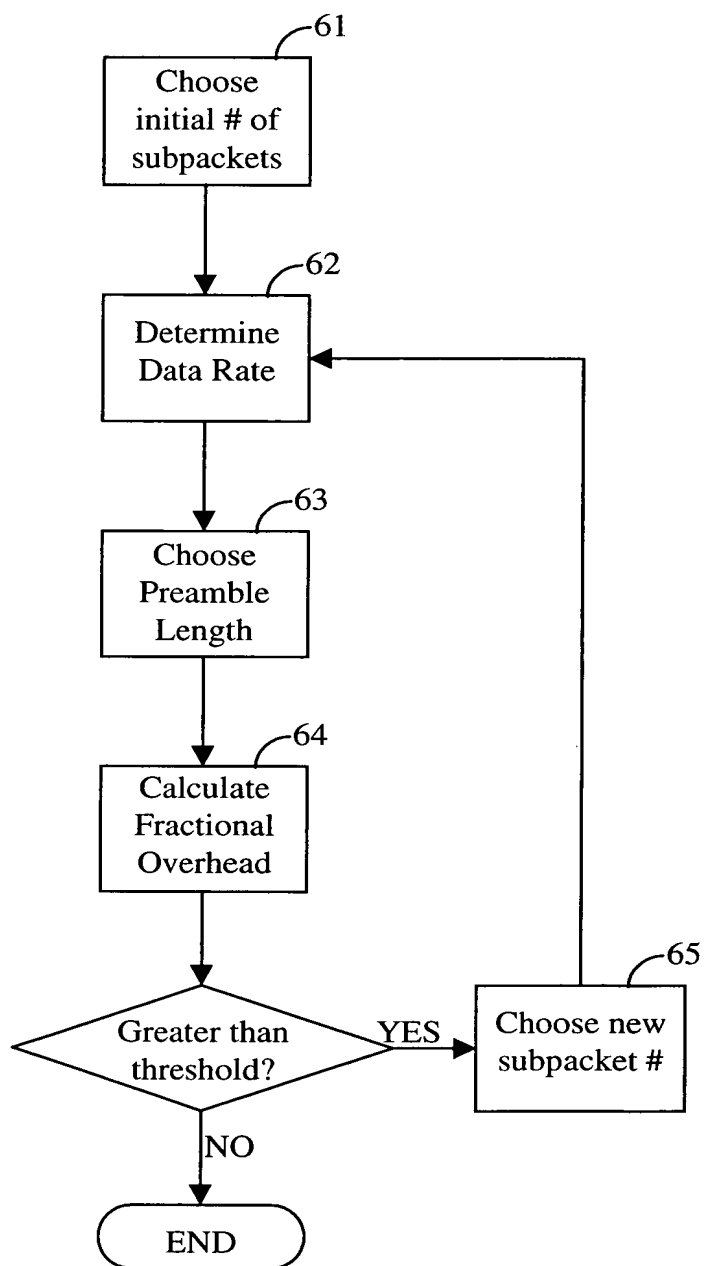 61
Choose
initial # of
subpackets
62
Determine
Data Rate
63
Choose
Preamble
Length
64
Calculate
Fractional
Overhead
65
Greater than
threshold?
YES
Choose new
subpacket #
NO
END